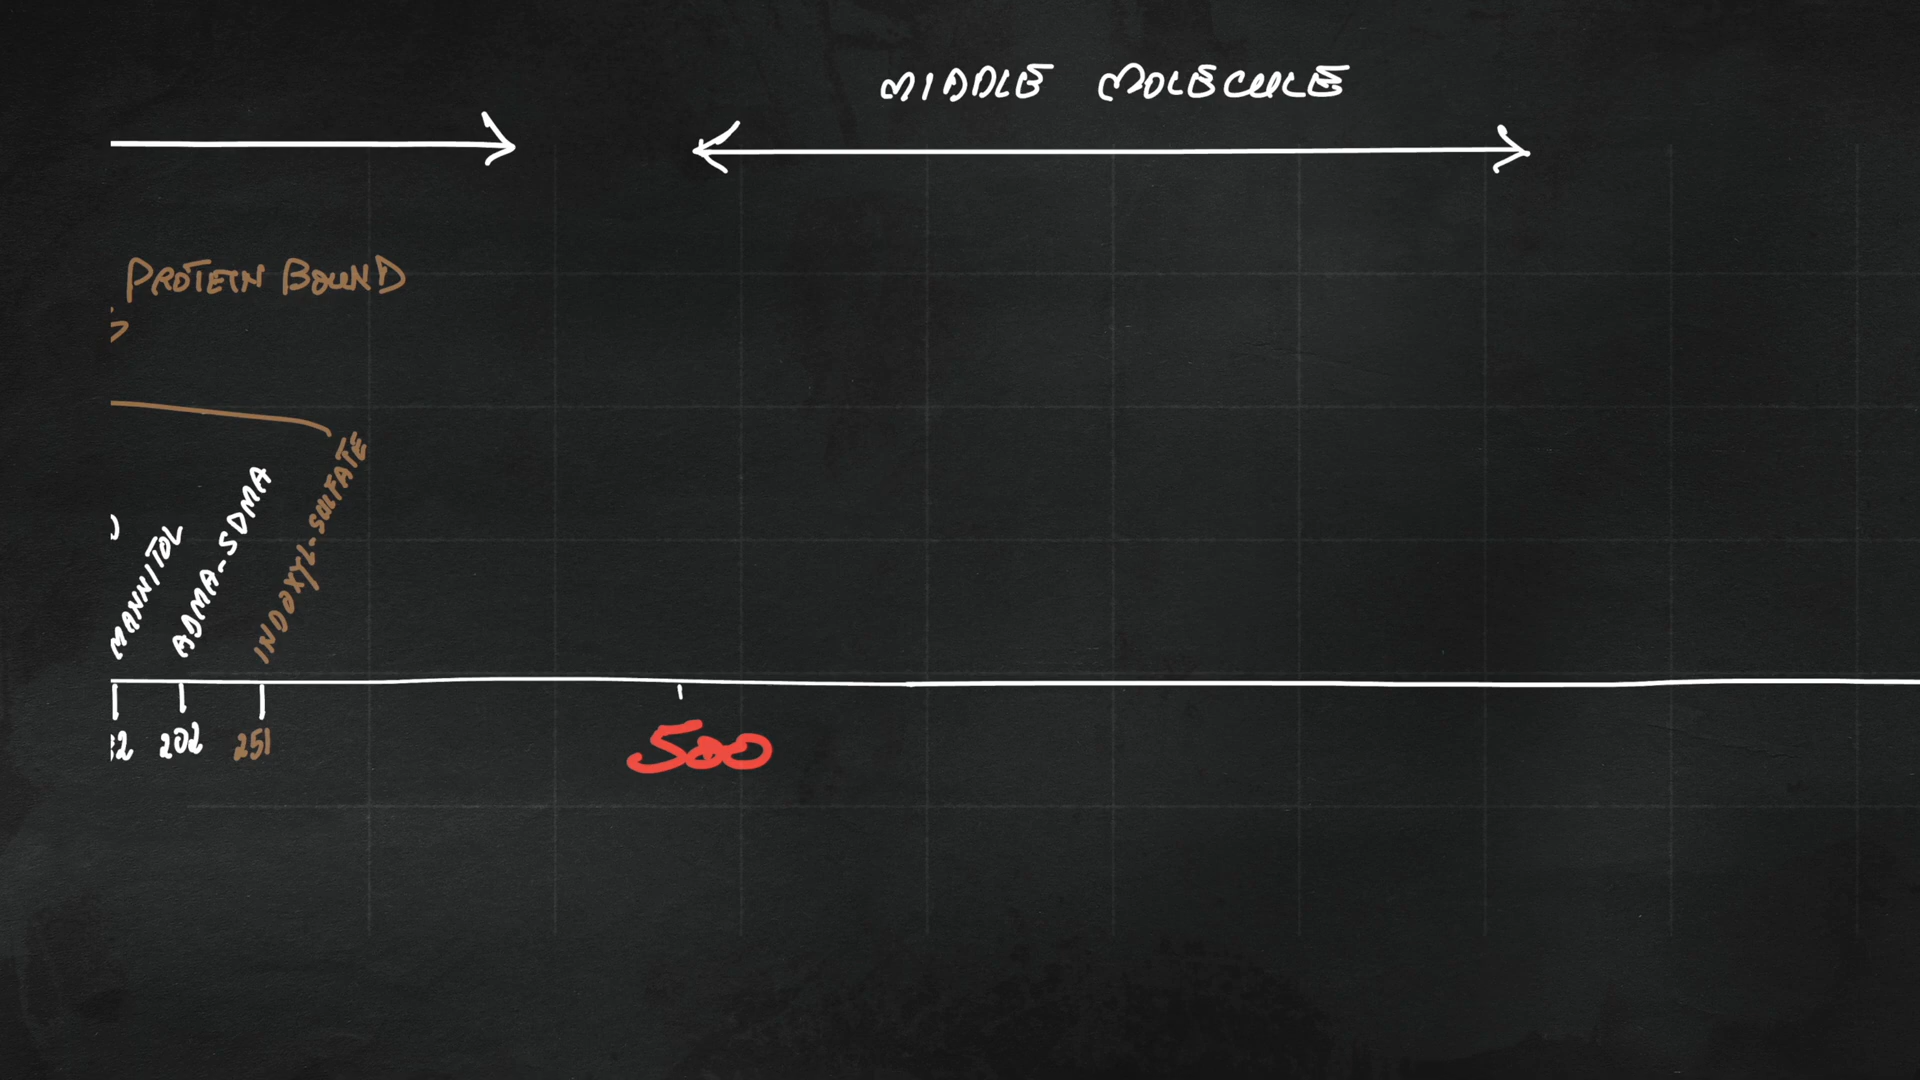 MIDDLE MOLECULE
PROTEIN BOUND
MANNITOL
ADMA-SDMA
INDOXYL-SULFATE
202
251
500